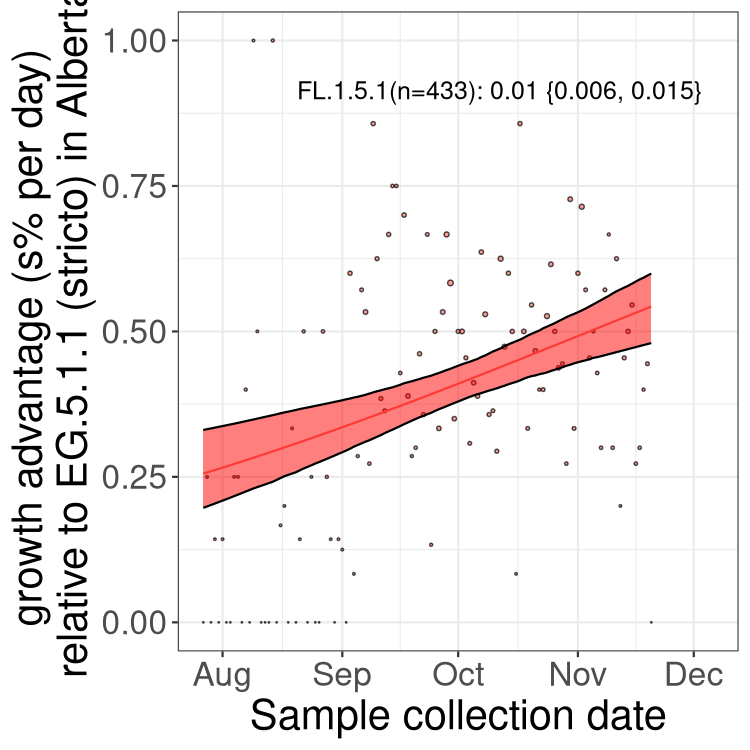 growth advantage (s% per day)
relative to EG.5.1.1 (stricto) in Alberta
1.00
0.75
0.50
0.25
0.00
FL.1.5.1(n=433): 0.01 {0.006, 0.015}
Aug Sep Oct Nov Dec
Sample collection date